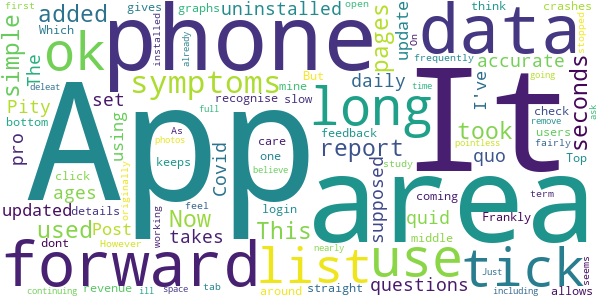 first
Which
gives
graphs
added
uninstalled
open
crashes
think
simple
ok
installed
already
phone
pages
update
On
data
The
symptoms
daily
I've
accurate
frequently
stopped
going
Pity
mine
But
recognise
slow
App
It
long
seconds
set
time
remove
bottom
full
feedback
check
users
fairly
pointless
ask
pro
using
As
photos
care
one
report
took
quo
Top
deleat
ages
click
keeps
Covid
believe
supposed
study
updated
details
originally
working
feel
login
area
coming
term
used
Post
Now
This
quid
middle
Frankly
However
takes
use
forward
list
tick
dont
nearly
questions
Just
seems
revenue
tab
around
straight
including
continuing
ill
space
allows